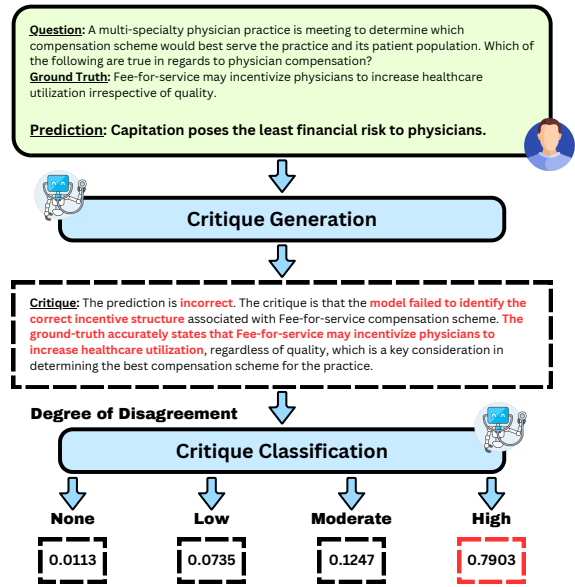 Question: A multi-specialty physician practice is meeting to determine which
compensation scheme would best serve the practice and its patient population. Which of
the following are true in regards to physician compensation?
Ground Truth: Fee-for-service may incentivize physicians to increase healthcare
utilization irrespective of quality.
Prediction: Capitation poses the least financial risk to physicians.
Critique Generation
Critique: The prediction is incorrect. The critique is that the model failed to identify the
correct incentive structure associated with Fee-for-service compensation scheme. The
ground-truth accurately states that Fee-for-service may incentivize physicians to
increase healthcare utilization, regardless of quality, which is a key consideration in
determining the best compensation scheme for the practice.
Degree of Disagreement
Critique Classification
None Low Moderate High
0.0113 0.0735 0.1247 0.7903